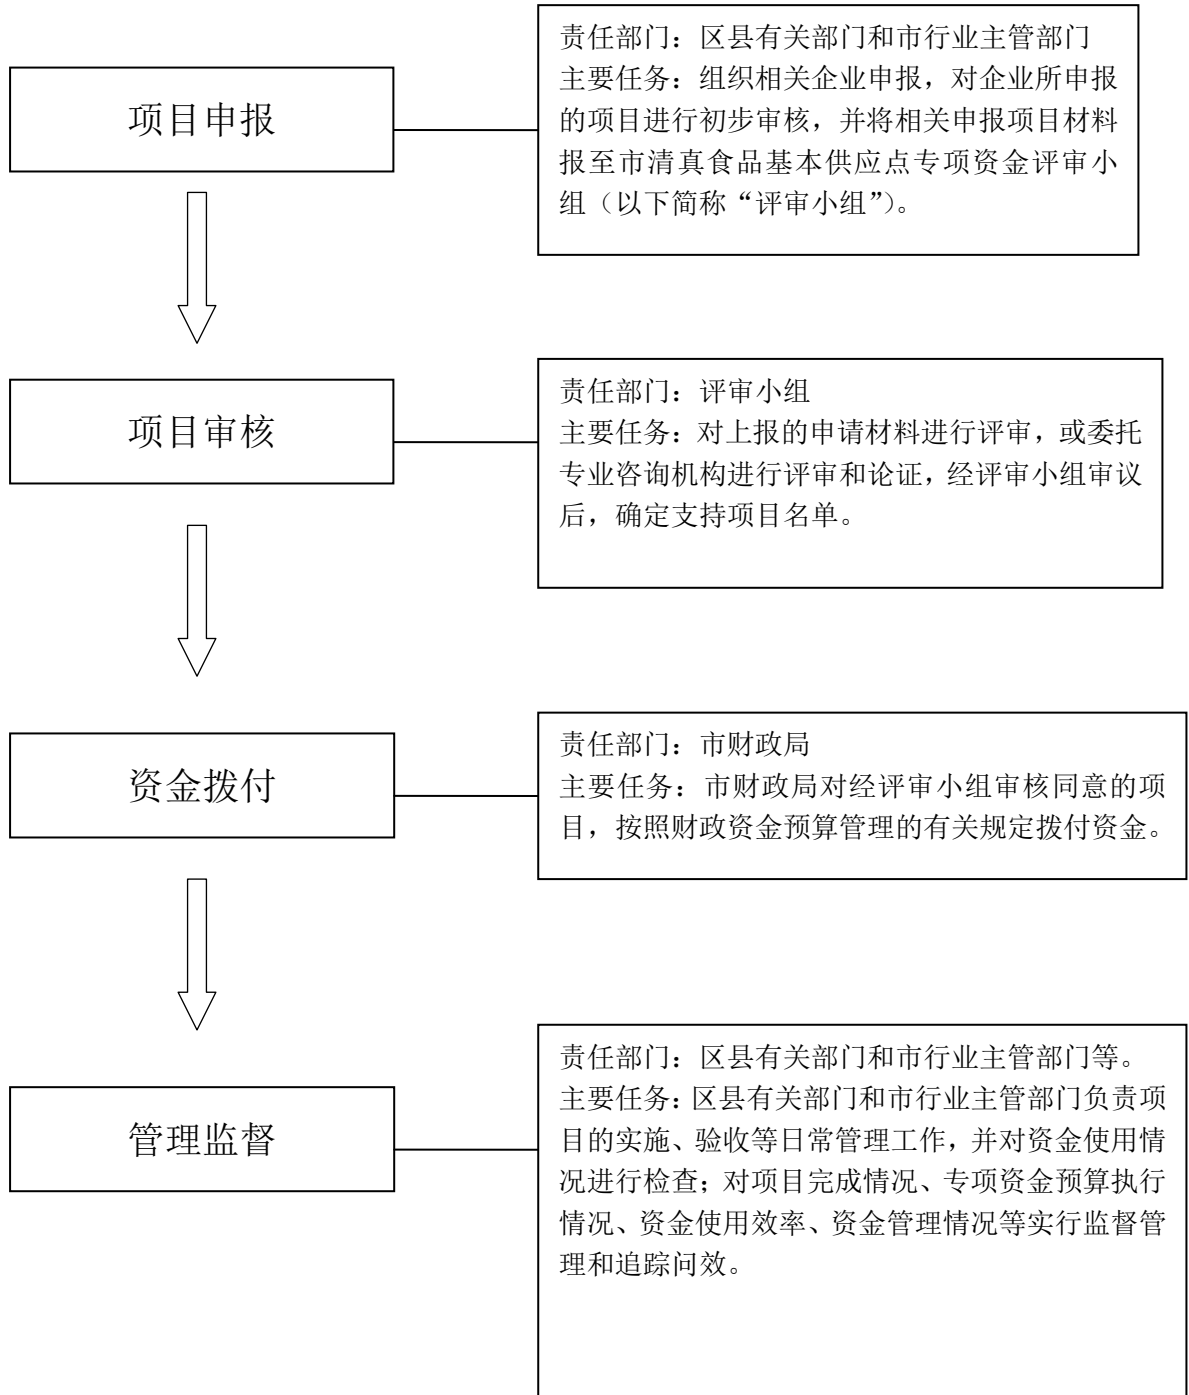 项目申报
责任部门：区县有关部门和市行业主管部门
主要任务：组织相关企业申报，对企业所申报
的项目进行初步审核，并将相关申报项目材料
报至市清真食品基本供应点专项资金评审小
组（以下简称“评审小组”）。
项目审核
责任部门：评审小组
主要任务：对上报的申请材料进行评审，或委托
专业咨询机构进行评审和论证，经评审小组审议
后，确定支持项目名单。
资金拨付
责任部门：市财政局
主要任务：市财政局对经评审小组审核同意的项
目，按照财政资金预算管理的有关规定拨付资金。
管理监督
责任部门：区县有关部门和市行业主管部门等。
主要任务：区县有关部门和市行业主管部门负责项
目的实施、验收等日常管理工作，并对资金使用情
况进行检查；对项目完成情况、专项资金预算执行
情况、资金使用效率、资金管理情况等实行监督管
理和追踪问效。